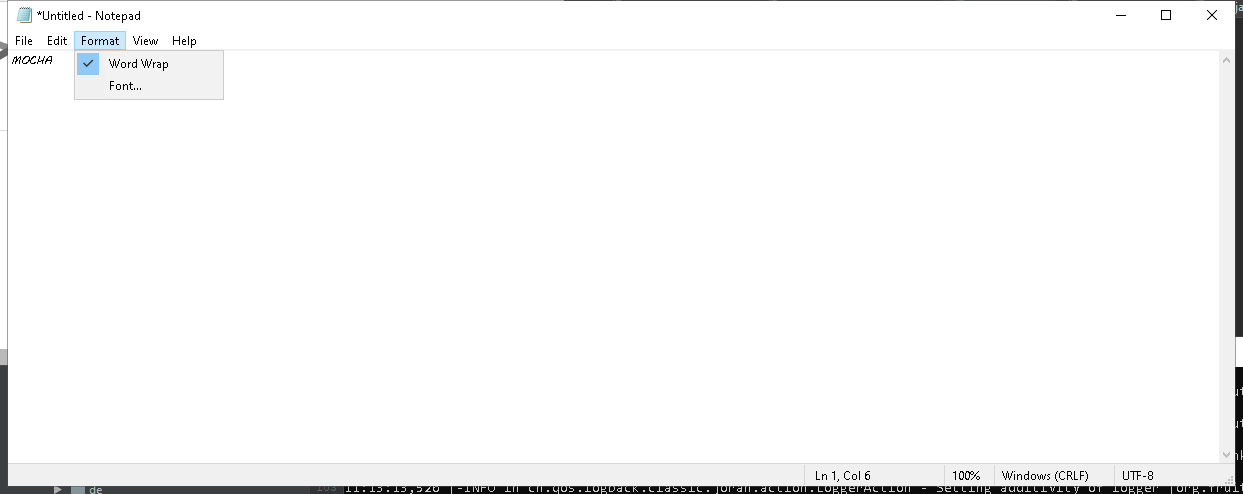 *Untitled - Notepad
File Edit Format View Help
MOCHA
Word Wrap
Font...
Ln 1, Col 6 100% Windows (CRLF) UTF-8
de
11:13:13,526 |-INFO in ch.qos.logback.classic.joran.action.LoggerAction - Setting additivity of logger